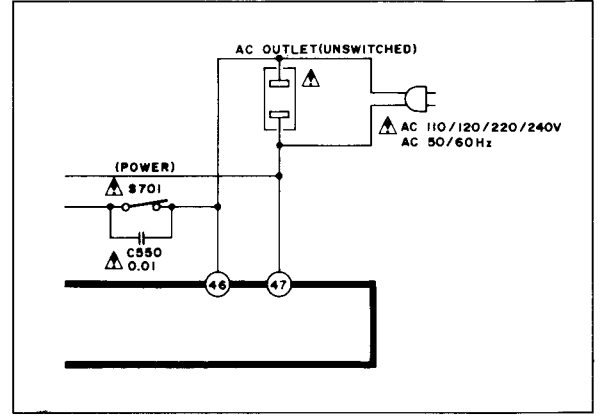 AC OUTLET(UNSWITCHED)
AC 110/120/220/240V
AC 50/60Hz
(POWER)
S701
C550
0.01
46
47